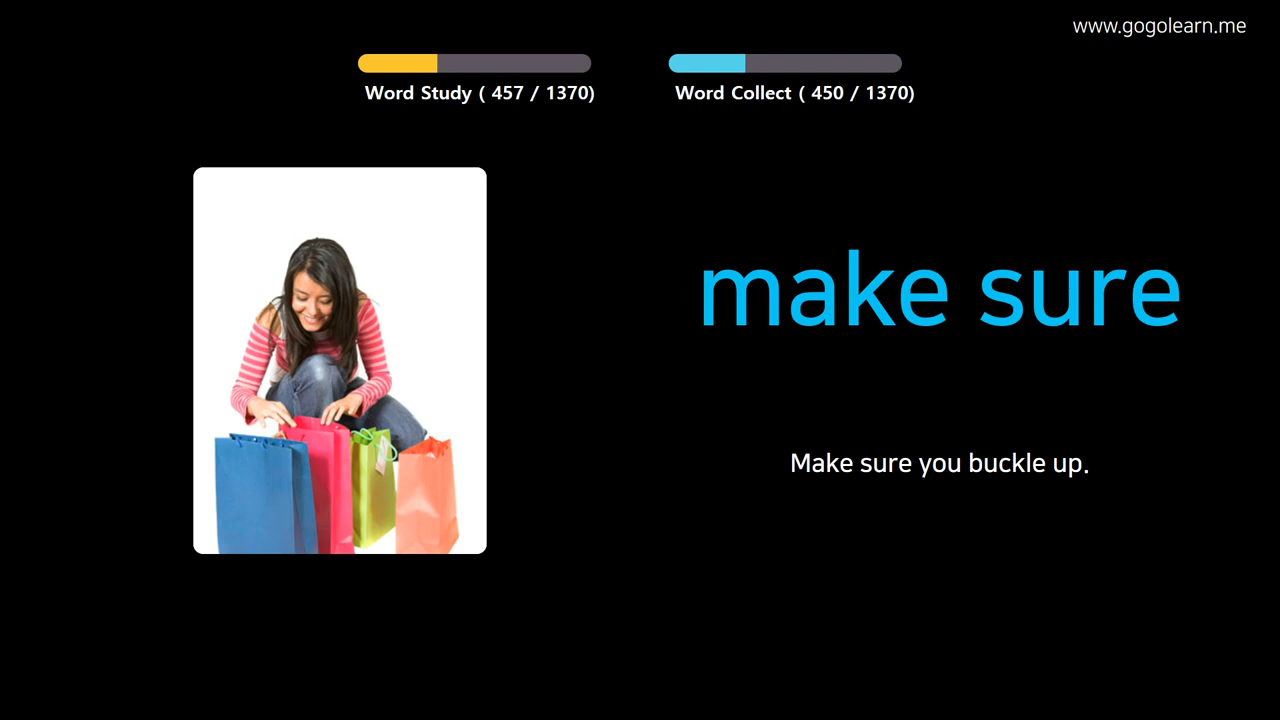 www.gogolearn.me
Word Study ( 457 / 1370)
Word Collect ( 450 / 1370)
make sure
Make sure you buckle up.